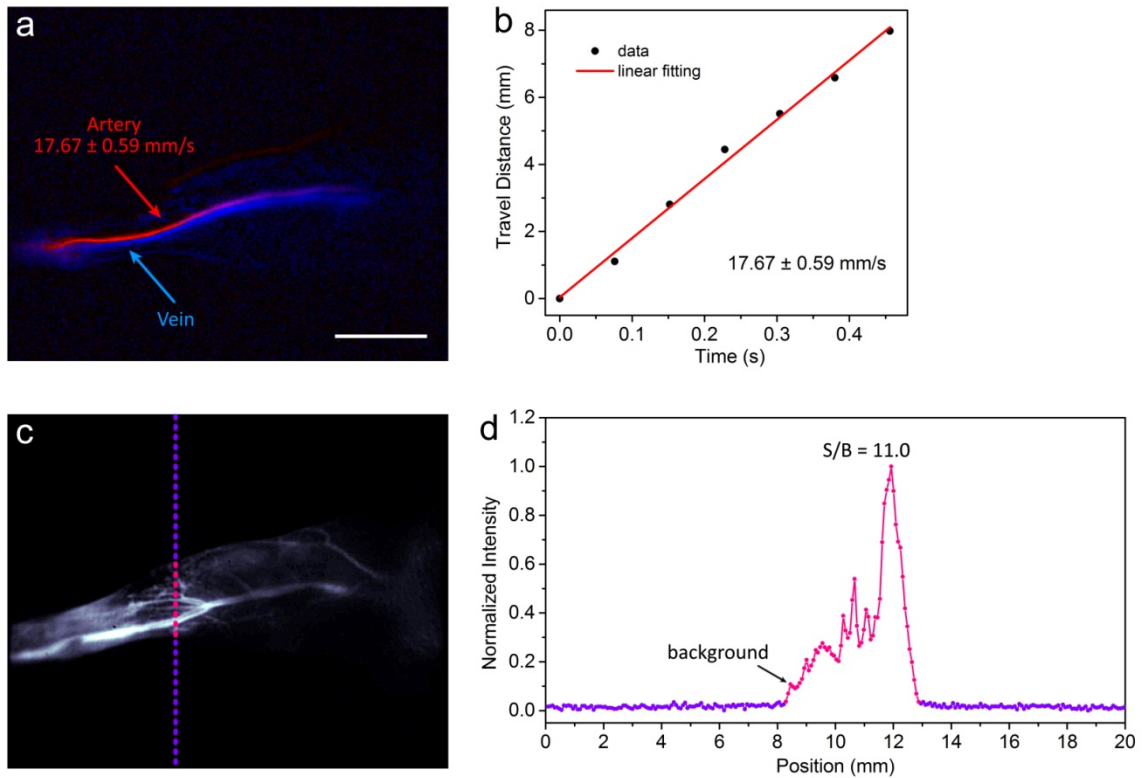 a
Artery
17.67 ± 0.59 mm/s
Vein
b
data
linear fitting
17.67 ± 0.59 mm/s
8
6
4
2
0
Travel Distance (mm)
0.0 0.1 0.2 0.3 0.4
Time (s)
c
d
S/B = 11.0
background
1.2
1.0
0.8
0.6
0.4
0.2
0.0
Normalized Intensity
0 2 4 6 8 10 12 14 16 18 20
Position (mm)